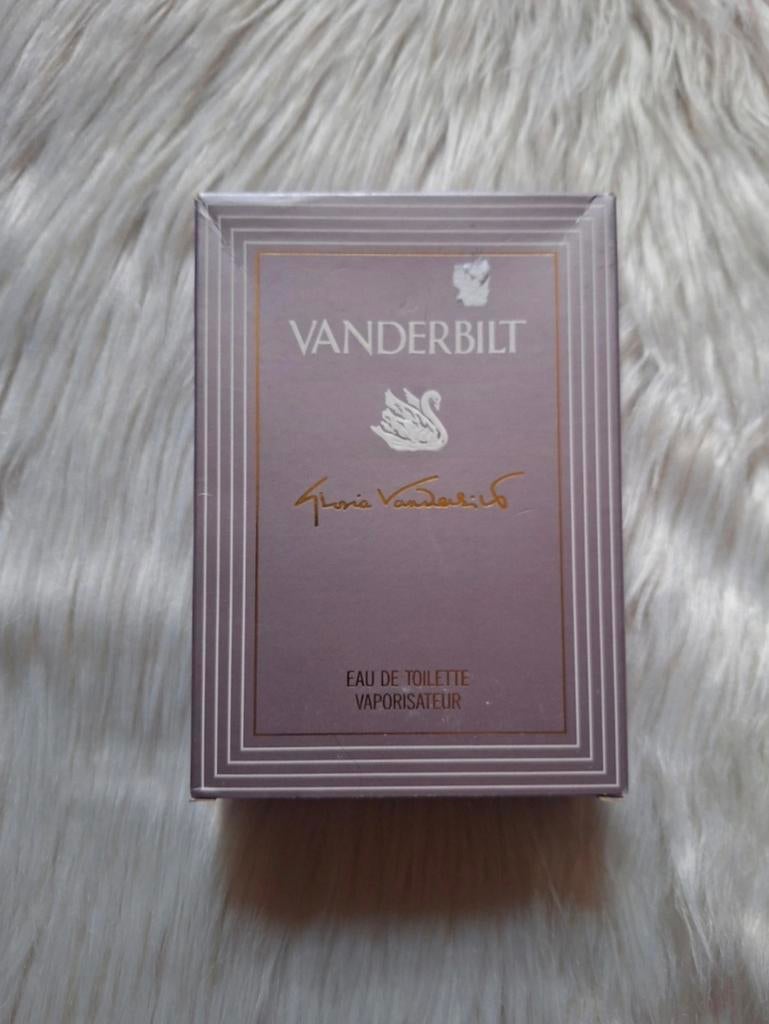 VANDERBILT
Gloria Vanderbilt
EAU DE TOILETTE
VAPORISATEUR